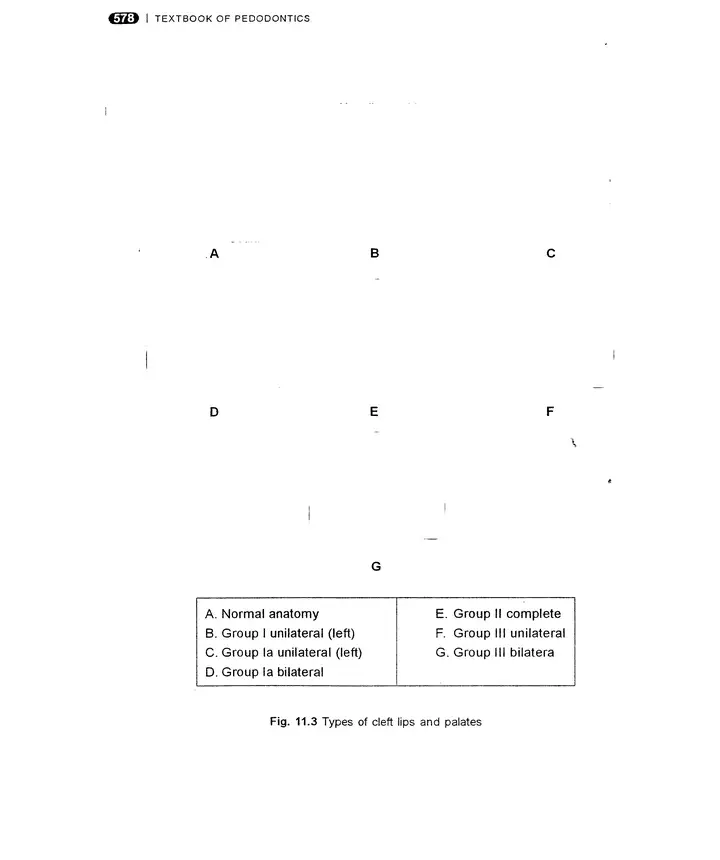 578 | TEXTBOOK OF PEDODONTICS
A B C
D E F
G
A. Normal anatomy
B. Group I unilateral (left)
C. Group Ia unilateral (left)
D. Group Ia bilateral
E. Group II complete
F. Group III unilateral
G. Group III bilatera
Fig. 11.3 Types of cleft lips and palates